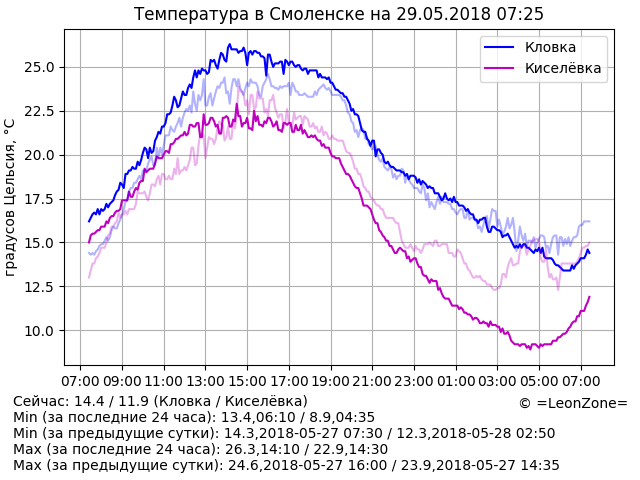 Температура в Смоленске на 29.05.2018 07:25
Кловка
Киселёвка
градусов Цельсия, °C
25.0
22.5
20.0
17.5
15.0
12.5
10.0
07:00 09:00 11:00 13:00 15:00 17:00 19:00 21:00 23:00 01:00 03:00 05:00 07:00
Сейчас: 14.4 / 11.9 (Кловка / Киселёвка)
© =LeonZone=
Min (за последние 24 часа): 13.4,06:10 / 8.9,04:35
Min (за предыдущие сутки): 14.3,2018-05-27 07:30 / 12.3,2018-05-28 02:50
Max (за последние 24 часа): 26.3,14:10 / 22.9,14:30
Max (за предыдущие сутки): 24.6,2018-05-27 16:00 / 23.9,2018-05-27 14:35